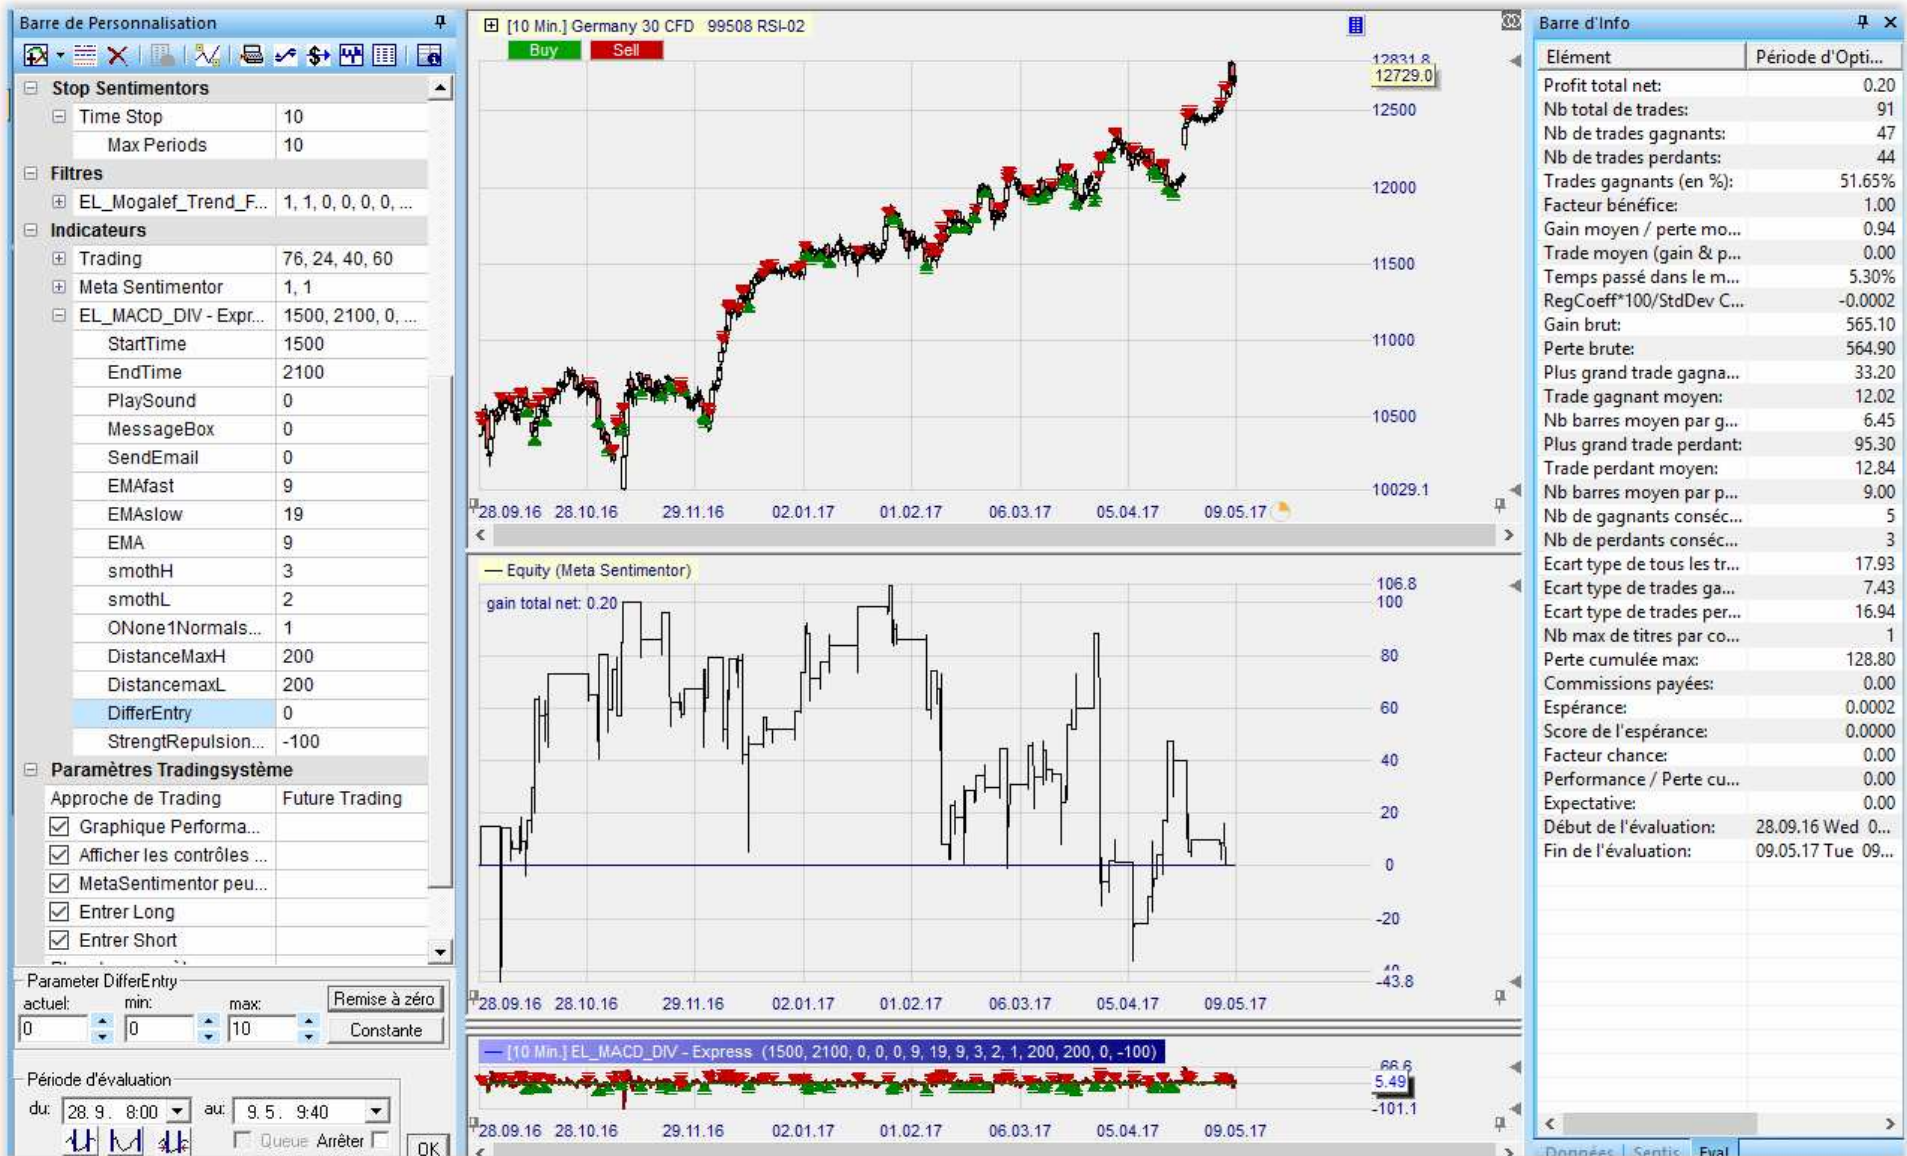 Barre de Personnalisation
Stop Sentimentors
Time Stop 10
Max Periods 10
Filtres
EL_Mogalef_Trend_F... 1, 1, 0, 0, 0, 0, ...
Indicateurs
Trading 76, 24, 40, 60
Meta Sentimentor 1, 1
EL_MACD_DIV - Expr... 1500, 2100, 0, ...
StartTime 1500
EndTime 2100
PlaySound 0
MessageBox 0
SendEmail 0
EMAfast 9
EMAslow 19
EMA 9
smothH 3
smothL 2
ONone1Normals... 1
DistanceMaxH 200
DistancemaxL 200
DifferEntry 0
StrengtRepulsion... -100
Paramètres Tradingsystème
Approche de Trading Future Trading
Graphique Performa...
Afficher les contrôles ...
MetaSentimentor peu...
Entrer Long
Entrer Short
Parameter DifferEntry
actuel: min: max: Remise à zéro
0 0 10 Constante
Période d'évaluation
du: 28. 9. 8:00 au: 9. 5. 9:40
Queue Arrêter OK
[10 Min.] Germany 30 CFD 99508 RSI-02
Buy Sell
12831.8
12729.0
12500
12000
11500
11000
10500
10029.1
28.09.16 28.10.16 29.11.16 02.01.17 01.02.17 06.03.17 05.04.17 09.05.17
Equity (Meta Sentimentor)
gain total net: 0.20
106.8
100
80
60
40
20
0
-20
-40
-43.8
28.09.16 28.10.16 29.11.16 02.01.17 01.02.17 06.03.17 05.04.17 09.05.17
[10 Min.] EL_MACD_DIV - Express (1500, 2100, 0, 0, 0, 9, 19, 9, 3, 2, 1, 200, 200, 0, -100)
66.6
5.49
-101.1
28.09.16 28.10.16 29.11.16 02.01.17 01.02.17 06.03.17 05.04.17 09.05.17
Barre d'Info
Elément Période d'Opti...
Profit total net: 0.20
Nb total de trades: 91
Nb de trades gagnants: 47
Nb de trades perdants: 44
Trades gagnants (en %): 51.65%
Facteur bénéfice: 1.00
Gain moyen / perte mo... 0.94
Trade moyen (gain & p... 0.00
Temps passé dans le m... 5.30%
RegCoeff*100/StdDev C... -0.0002
Gain brut: 565.10
Perte brute: 564.90
Plus grand trade gagna... 33.20
Trade gagnant moyen: 12.02
Nb barres moyen par g... 6.45
Plus grand trade perdant: 95.30
Trade perdant moyen: 12.84
Nb barres moyen par p... 9.00
Nb de gagnants conséc... 5
Nb de perdants conséc... 3
Ecart type de tous les tr... 17.93
Ecart type de trades ga... 7.43
Ecart type de trades per... 16.94
Nb max de titres par co... 1
Perte cumulée max: 128.80
Commissions payées: 0.00
Espérance: 0.0002
Score de l'espérance: 0.0000
Facteur chance: 0.00
Performance / Perte cu... 0.00
Expectative: 0.00
Début de l'évaluation: 28.09.16 Wed 0...
Fin de l'évaluation: 09.05.17 Tue 09...
Données Sentis Eval